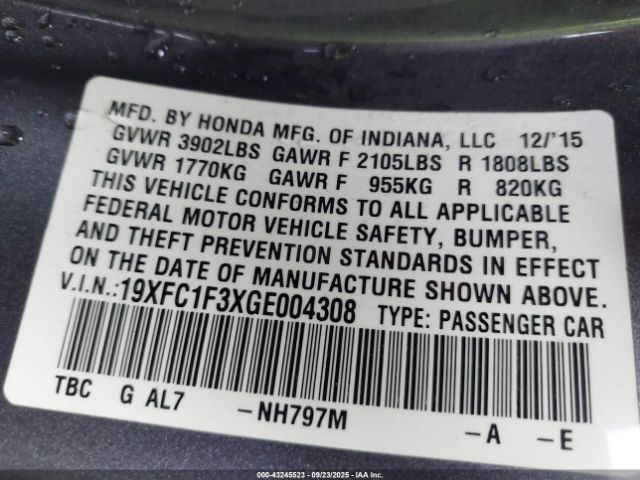 MFD. BY HONDA MFG. OF INDIANA, LLC 12/'15
GVWR 3902LBS GAWR F 2105LBS R 1808LBS
GVWR 1770KG GAWR F 955KG R 820KG
THIS VEHICLE CONFORMS TO ALL APPLICABLE
FEDERAL MOTOR VEHICLE SAFETY, BUMPER,
AND THEFT PREVENTION STANDARDS IN EFFECT
ON THE DATE OF MANUFACTURE SHOWN ABOVE.
V.I.N.:19XFC1F3XGE004308 TYPE: PASSENGER CAR
TBC G AL7 -NH797M -A -E
000-43245523 - 09/23/2025 - IAA Inc.